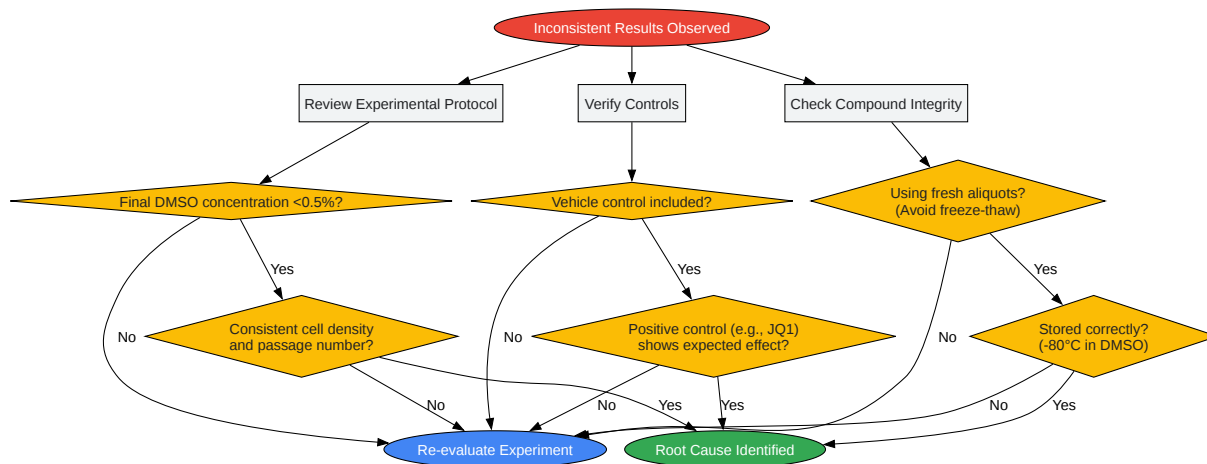 Inconsistent Results Observed
Review Experimental Protocol
Verify Controls
Check Compound Integrity
Final DMSO concentration <0.5%?
Vehicle control included?
Using fresh aliquots?
(Avoid freeze-thaw)
Yes
Yes
Yes
No
Consistent cell density
and passage number?
No
Positive control (e.g., JQ1)
shows expected effect?
No
Stored correctly?
(-80°C in DMSO)
No
Yes
No
Yes
No
Yes
Re-evaluate Experiment
Root Cause Identified